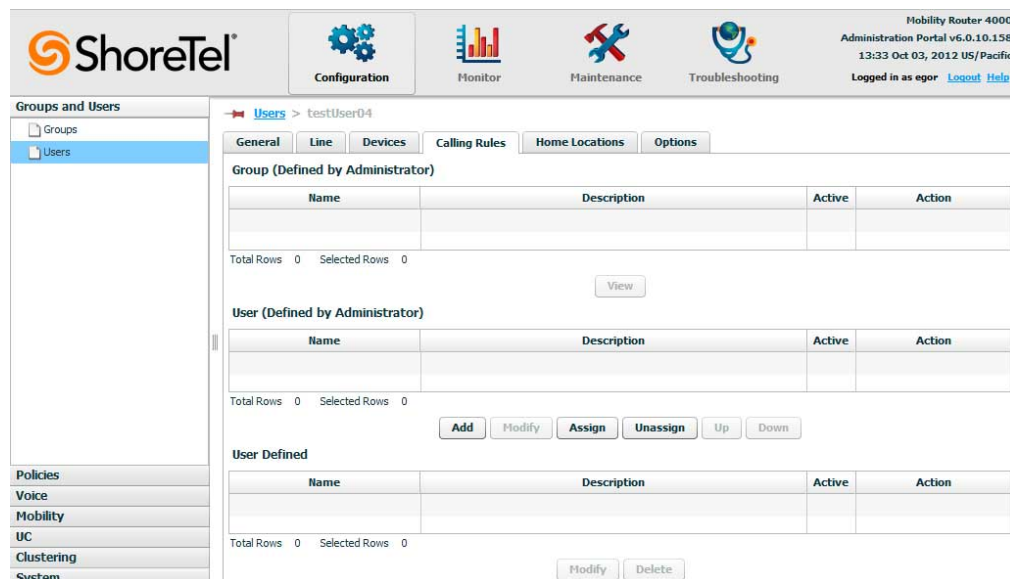 ShoreTel
Configuration
Monitor
Maintenance
Troubleshooting
Mobility Router 4000
Administration Portal v6.0.10.158
13:33 Oct 03, 2012 US/Pacific
Logged in as egor Logout Help
Groups and Users
Groups
Users
Policies
Voice
Mobility
UC
Clustering
System
Users > testUser04
General Line Devices Calling Rules Home Locations Options
Group (Defined by Administrator)
Name Description Active Action
Total Rows 0 Selected Rows 0
View
User (Defined by Administrator)
Name Description Active Action
Total Rows 0 Selected Rows 0
Add Modify Assign Unassign Up Down
User Defined
Name Description Active Action
Total Rows 0 Selected Rows 0
Modify Delete